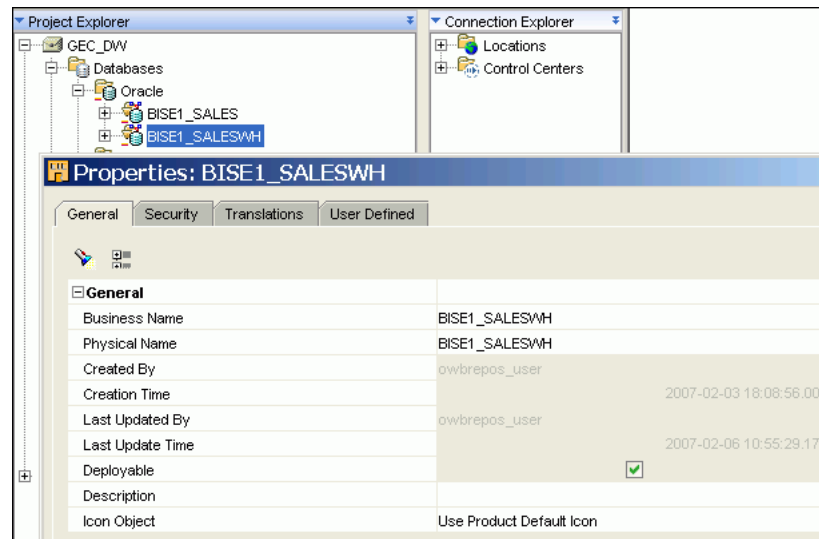 Project Explorer
Connection Explorer
GEC_DW
Locations
Databases
Control Centers
Oracle
BISE1_SALES
BISE1_SALESWH
Properties: BISE1_SALESWH
General Security Translations User Defined
General
Business Name BISE1_SALESWH
Physical Name BISE1_SALESWH
Created By owbrepos_user
Creation Time 2007-02-03 18:08:56.00
Last Updated By owbrepos_user
Last Update Time 2007-02-06 10:55:29.17
Deployable
Description
Icon Object Use Product Default Icon